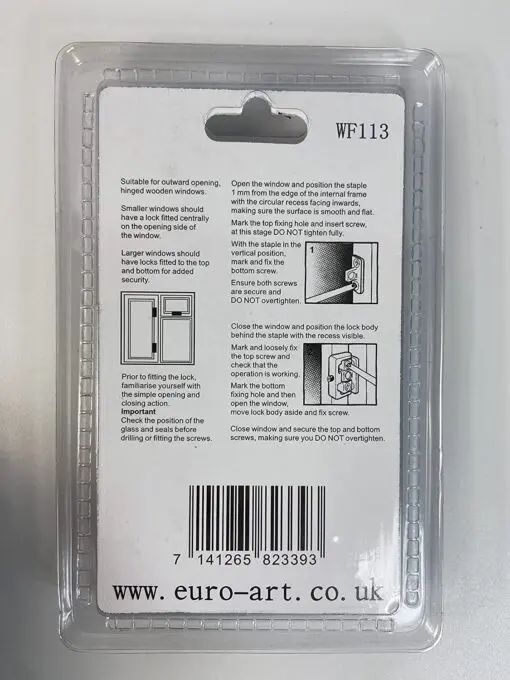 WF113
Suitable for outward opening,
hinged wooden windows.
Smaller windows should
have a lock fitted centrally
on the opening side of
the window.
Larger windows should
have locks fitted to the top
and bottom for added
security.
Prior to fitting the lock,
familiarise yourself with
the simple opening and
closing action.
Important
Check the position of the
glass and seals before
drilling or fitting the screws.
Open the window and position the staple
1 mm from the edge of the internal frame
with the circular recess facing inwards,
making sure the surface is smooth and flat.
Mark the top fixing hole and insert screw,
at this stage DO NOT tighten fully.
With the staple in the
vertical position,
mark and fix the
bottom screw.
Ensure both screws
are secure and
DO NOT overtighten.
1
Close the window and position the lock body
behind the staple with the recess visible.
Mark and loosely fix
the top screw and
check that the
operation is working.
Mark the bottom
fixing hole and then
open the window,
move lock body aside and fix screw.
Close window and secure the top and bottom
screws, making sure you DO NOT overtighten.
7 141265 823393
www.euro-art.co.uk